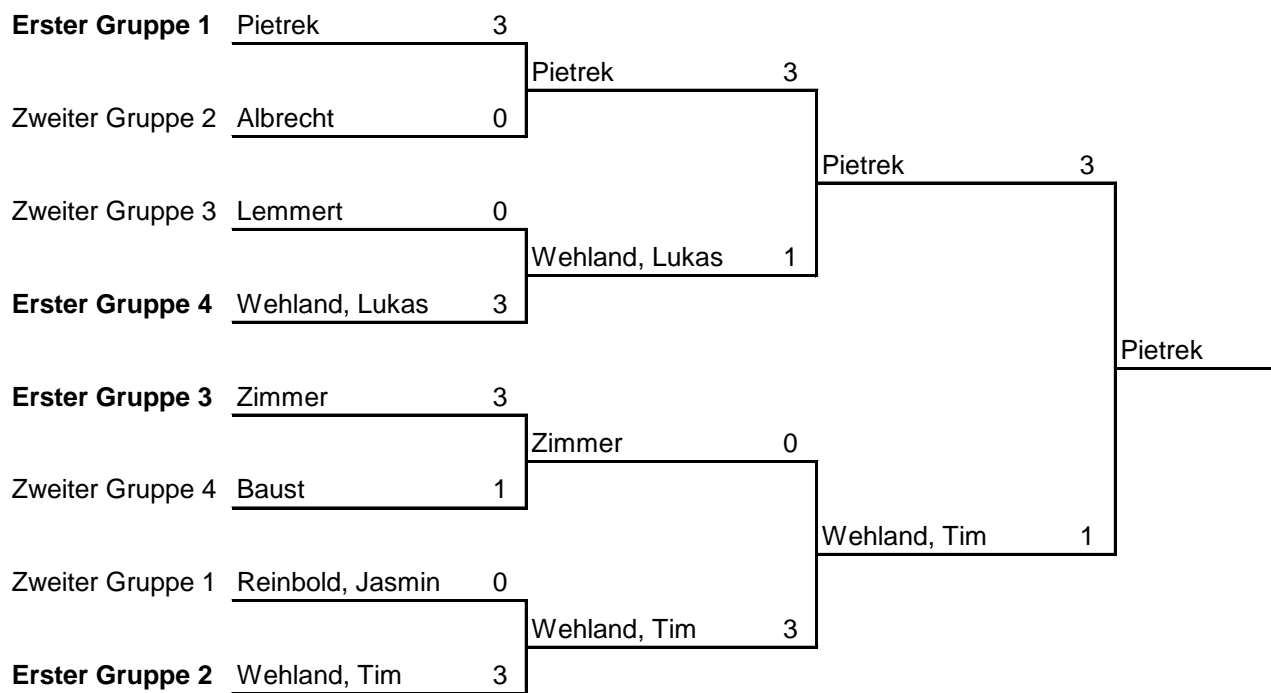 Erster Gruppe 1 Pietrek 3
Pietrek 3
Zweiter Gruppe 2 Albrecht 0
Pietrek 3
Zweiter Gruppe 3 Lemmert 0
Wehland, Lukas 1
Erster Gruppe 4 Wehland, Lukas 3
Pietrek
Erster Gruppe 3 Zimmer 3
Zimmer 0
Zweiter Gruppe 4 Baust 1
Wehland, Tim 1
Zweiter Gruppe 1 Reinbold, Jasmin 0
Wehland, Tim 3
Erster Gruppe 2 Wehland, Tim 3